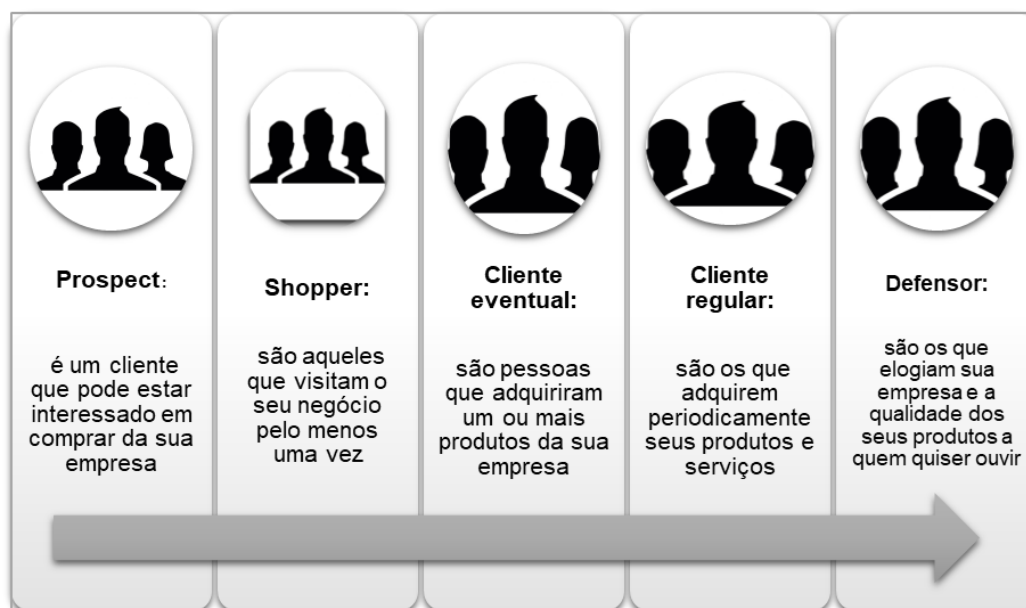 Prospect:
é um cliente
que pode estar
interessado em
comprar da sua
empresa
Shopper:
são aqueles
que visitam o
seu negócio
pelo menos
uma vez
Cliente
eventual:
são pessoas
que adquiriram
um ou mais
produtos da sua
empresa
Cliente
regular:
são os que
adquirem
periodicamente
seus produtos e
serviços
Defensor:
são os que
elogiam sua
empresa e a
qualidade dos
seus produtos a
quem quiser ouvir